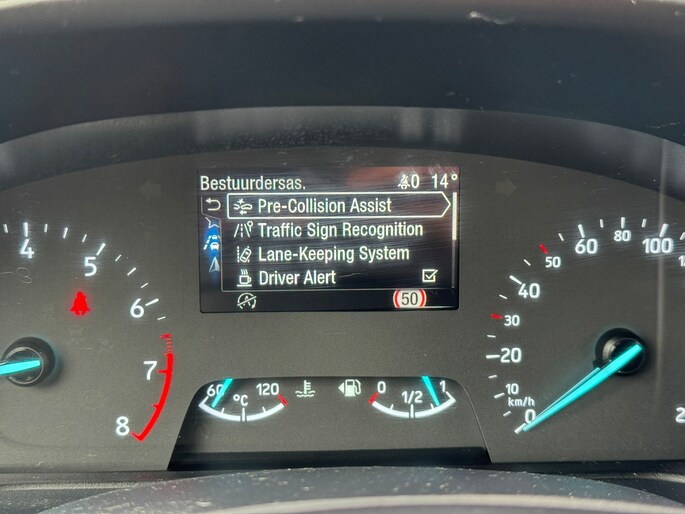 Bestuurdersas. 0 14°
Pre-Collision Assist
Traffic Sign Recognition
Lane-Keeping System
Driver Alert
50
4 5 6 7 8
60 °C 120
0 1/2 1
0 10 20 30 40 50 60 80 100
km/h